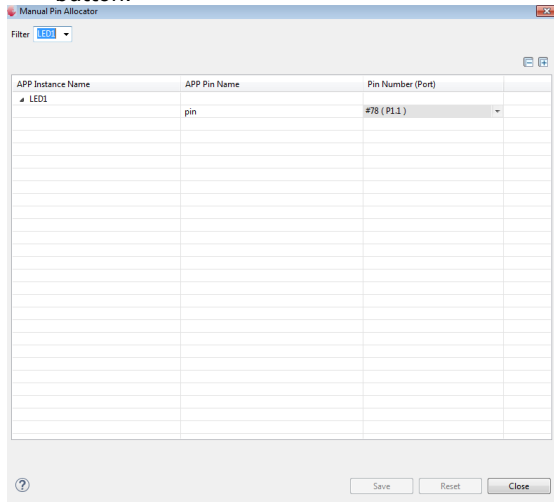 button.
Manual Pin Allocator
Filter LED1
APP Instance Name APP Pin Name Pin Number (Port)
LED1
pin #78 ( P1.1 )
Save Reset Close